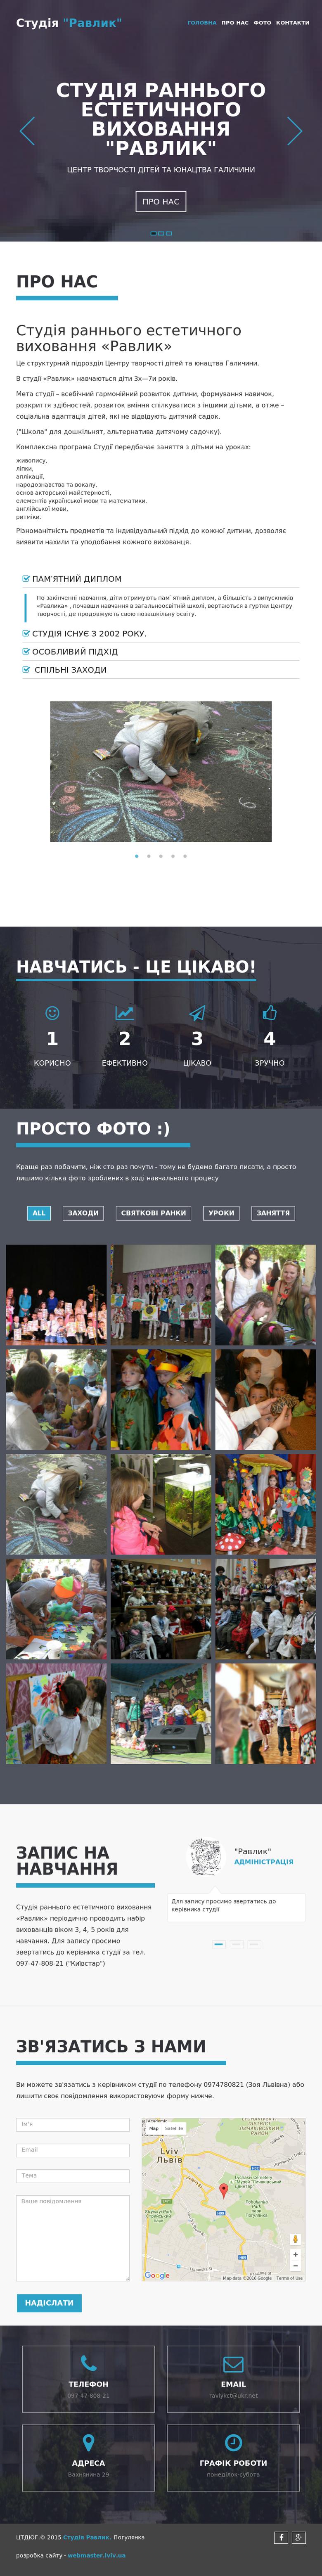 Студія "Равлик"
ГОЛОВНА ПРО НАС ФОТО КОНТАКТИ
СТУДІЯ РАННЬОГО
ЕСТЕТИЧНОГО
ВИХОВАННЯ
"РАВЛИК"
ЦЕНТР ТВОРЧОСТІ ДІТЕЙ ТА ЮНАЦТВА ГАЛИЧИНИ
ПРО НАС
ПРО НАС
Студія раннього естетичного
виховання «Равлик»
Це структурний підрозділ Центру творчості дітей та юнацтва Галичини.
В студії «Равлик» навчаються діти 3х—7и років.
Мета студії – всебічний гармонійний розвиток дитини, формування навичок,
розкриття здібностей, розвиток вміння спілкуватися з іншими дітьми, а отже –
соціальна адаптація дітей, які не відвідують дитячий садок.
("Школа" для дошкільнят, альтернатива дитячому садочку).
Комплексна програма Студії передбачає заняття з дітьми на уроках:
живопису,
ліпки,
аплікації,
народознавства та вокалу,
основ акторської майстерності,
елементів української мови та математики,
англійської мови,
ритміки.
Різноманітність предметів та індивідуальний підхід до кожної дитини, дозволяє
виявити нахили та уподобання кожного вихованця.
ПАМ'ЯТНИЙ ДИПЛОМ
По закінченні навчання, діти отримують пам`ятний диплом, а більшість з випускників
«Равлика» , почавши навчання в загальноосвітній школі, вертаються в гуртки Центру
творчості, де продовжують свою позашкільну освіту.
СТУДІЯ ІСНУЄ З 2002 РОКУ.
ОСОБЛИВИЙ ПІДХІД
СПІЛЬНІ ЗАХОДИ
НАВЧАТИСЬ - ЦЕ ЦІКАВО!
1 2 3 4
КОРИСНО ЕФЕКТИВНО ЦІКАВО ЗРУЧНО
ПРОСТО ФОТО :)
Краще раз побачити, ніж сто раз почути - тому не будемо багато писати, а просто
лишимо кілька фото зроблених в ході навчального процесу
ALL ЗАХОДИ СВЯТКОВІ РАНКИ УРОКИ ЗАНЯТТЯ
ЗАПИС НА
НАВЧАННЯ
Студія раннього естетичного виховання
«Равлик» періодично проводить набір
вихованців віком 3, 4, 5 років для
навчання. Для запису просимо
звертатись до керівника студії за тел.
097-47-808-21 ("Київстар")
"Равлик"
АДМІНІСТРАЦІЯ
Для запису просимо звертатись до
керівника студії
ЗВ'ЯЗАТИСЬ З НАМИ
Ви можете зв'язатись з керівником студії по телефону 0974780821 (Зоя Львівна) або
лишити своє повідомлення використовуючи форму нижче.
Ім'я
Email
Тема
Ваше повідомлення
НАДІСЛАТИ
Map Satellite
Lviv
Львів
Lychakiv Cemetery
Google
Map data ©2016 Google Terms of Use
ТЕЛЕФОН
097-47-808-21
EMAIL
ravlykct@ukr.net
АДРЕСА
Вахнянина 29
ГРАФІК РОБОТИ
понеділок-субота
ЦТДЮГ.© 2015 Студія Равлик. Погулянка
розробка сайту - webmaster.lviv.ua